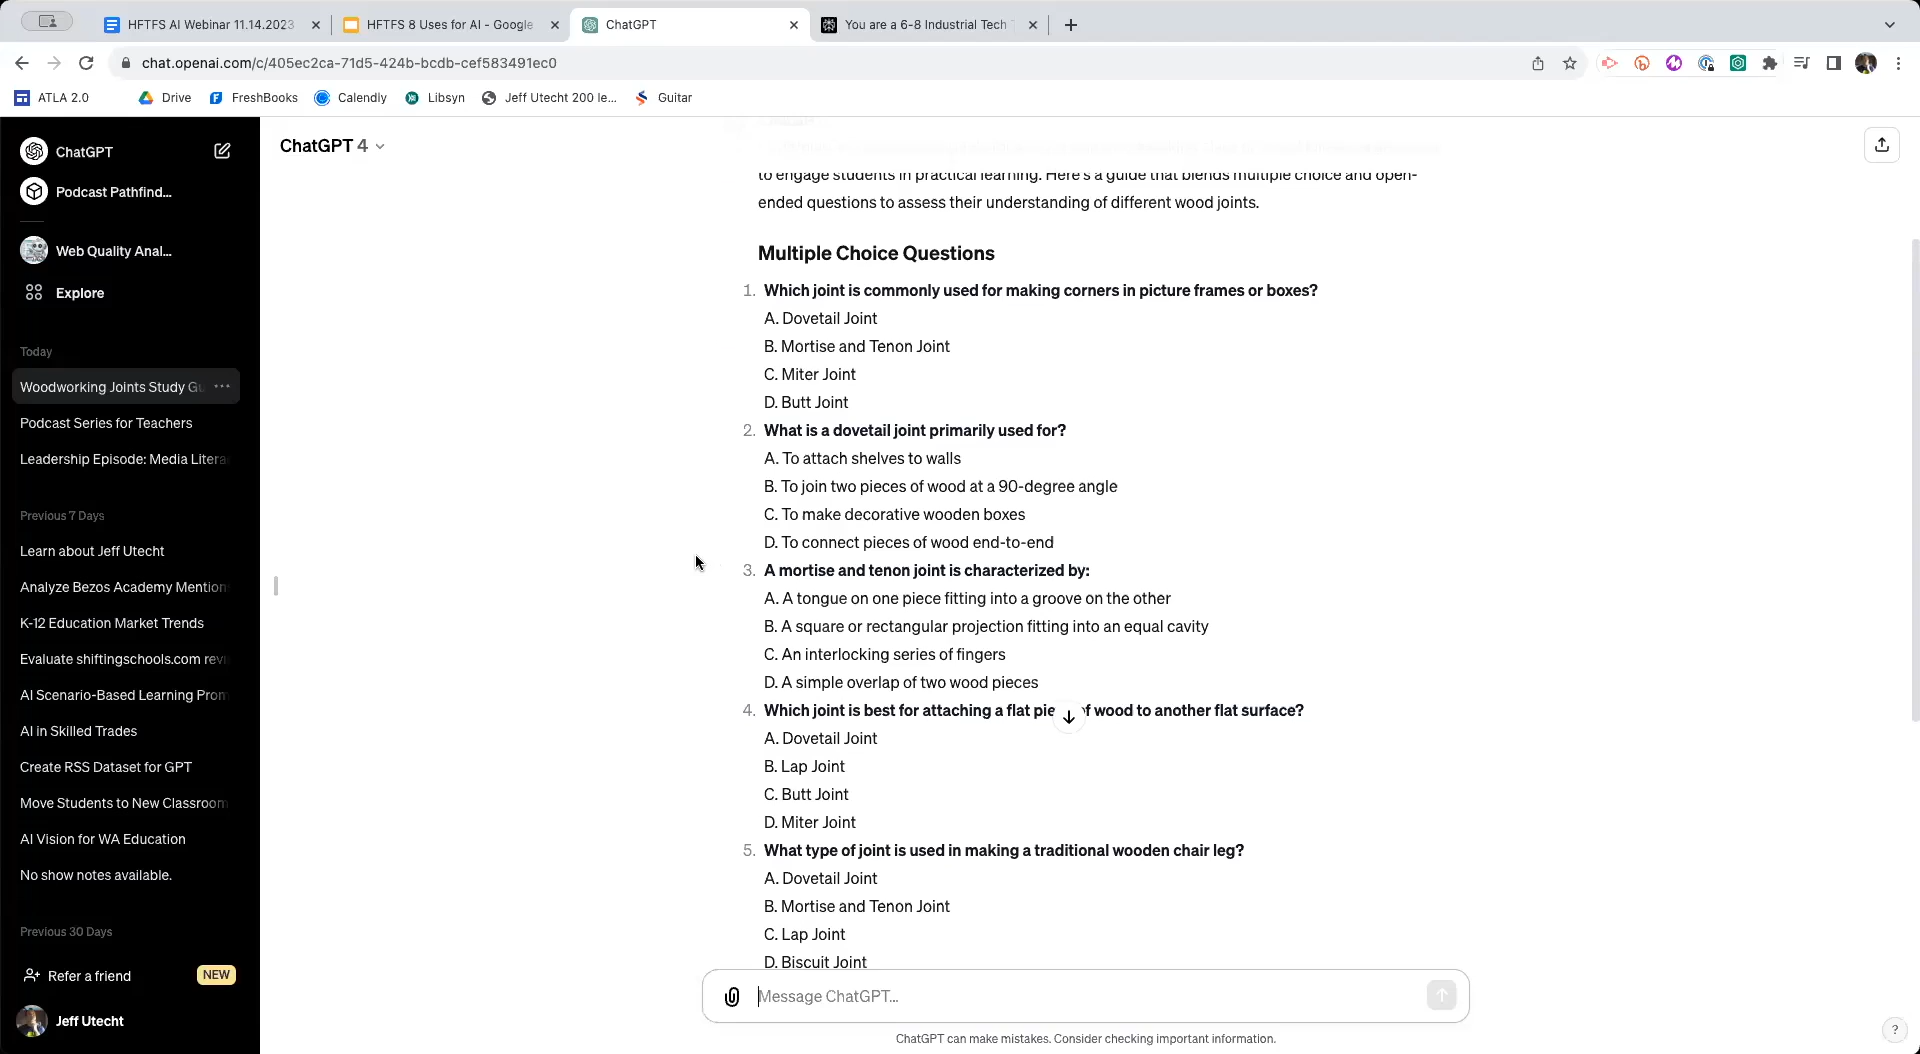 HFTFS AI Webinar 11.14.2023
HFTFS 8 Uses for AI - Google
ChatGPT
You are a 6-8 Industrial Tech
chat.openai.com/c/405ec2ca-71d5-424b-bcdb-cef583491ec0
ATLA 2.0
Drive
FreshBooks
Calendly
Libsyn
Jeff Utecht 200 le...
Guitar
ChatGPT
Podcast Pathfind...
Web Quality Anal...
Explore
Today
Woodworking Joints Study Gu
Podcast Series for Teachers
Leadership Episode: Media Litera
Previous 7 Days
Learn about Jeff Utecht
Analyze Bezos Academy Mention
K-12 Education Market Trends
Evaluate shiftingschools.com revi
AI Scenario-Based Learning Prom
AI in Skilled Trades
Create RSS Dataset for GPT
Move Students to New Classroom
AI Vision for WA Education
No show notes available.
Previous 30 Days
Refer a friend
NEW
Jeff Utecht
ChatGPT 4
to engage students in practical learning. Here's a guide that blends multiple choice and open-
ended questions to assess their understanding of different wood joints.
Multiple Choice Questions
1. Which joint is commonly used for making corners in picture frames or boxes?
A. Dovetail Joint
B. Mortise and Tenon Joint
C. Miter Joint
D. Butt Joint
2. What is a dovetail joint primarily used for?
A. To attach shelves to walls
B. To join two pieces of wood at a 90-degree angle
C. To make decorative wooden boxes
D. To connect pieces of wood end-to-end
3. A mortise and tenon joint is characterized by:
A. A tongue on one piece fitting into a groove on the other
B. A square or rectangular projection fitting into an equal cavity
C. An interlocking series of fingers
D. A simple overlap of two wood pieces
4. Which joint is best for attaching a flat pie f wood to another flat surface?
A. Dovetail Joint
B. Lap Joint
C. Butt Joint
D. Miter Joint
5. What type of joint is used in making a traditional wooden chair leg?
A. Dovetail Joint
B. Mortise and Tenon Joint
C. Lap Joint
D. Biscuit Joint
Message ChatGPT...
ChatGPT can make mistakes. Consider checking important information.
?